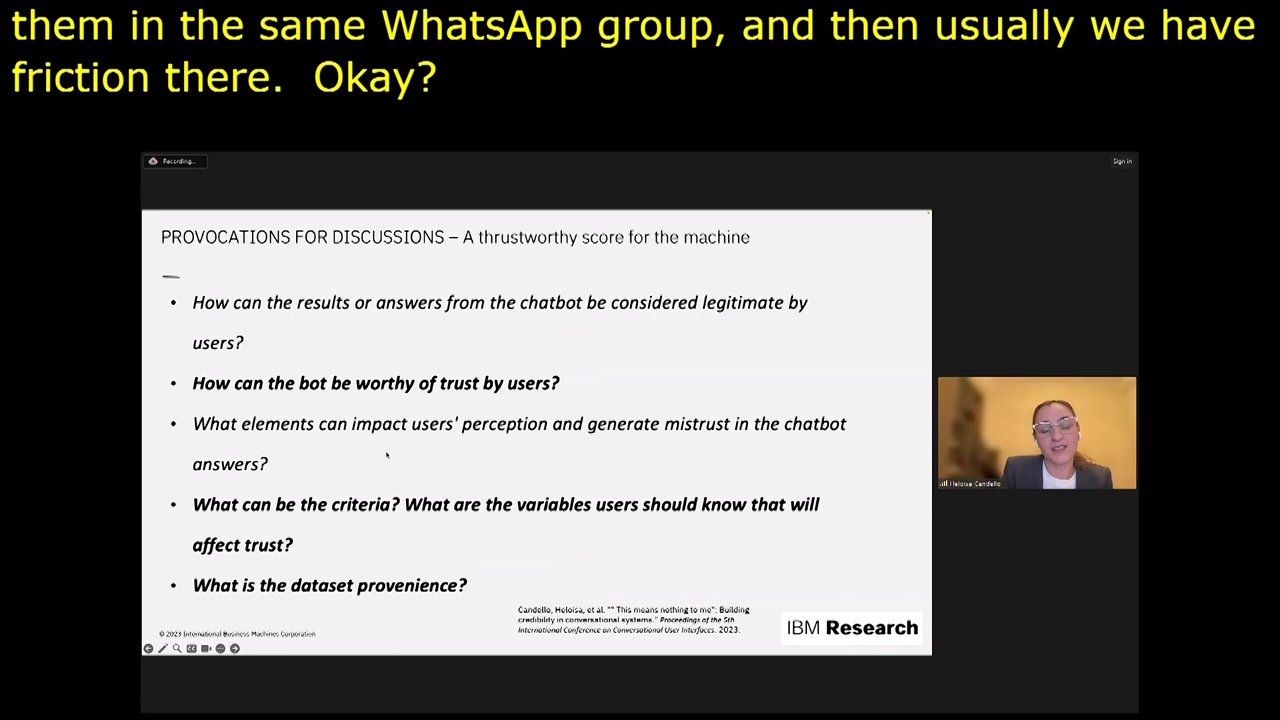 them in the same WhatsApp group, and then usually we have
friction there.  Okay?
Recording...
Sign in
PROVOCATIONS FOR DISCUSSIONS – A thrustworthy score for the machine
• How can the results or answers from the chatbot be considered legitimate by
users?
• How can the bot be worthy of trust by users?
• What elements can impact users' perception and generate mistrust in the chatbot
answers?
• What can be the criteria? What are the variables users should know that will
affect trust?
• What is the dataset provenience?
Heloisa Candello
Candello, Heloisa, et al. "" This means nothing to me": Building
credibility in conversational systems." Proceedings of the 5th
International Conference on Conversational User Interfaces. 2023.
© 2023 International Business Machines Corporation
IBM Research